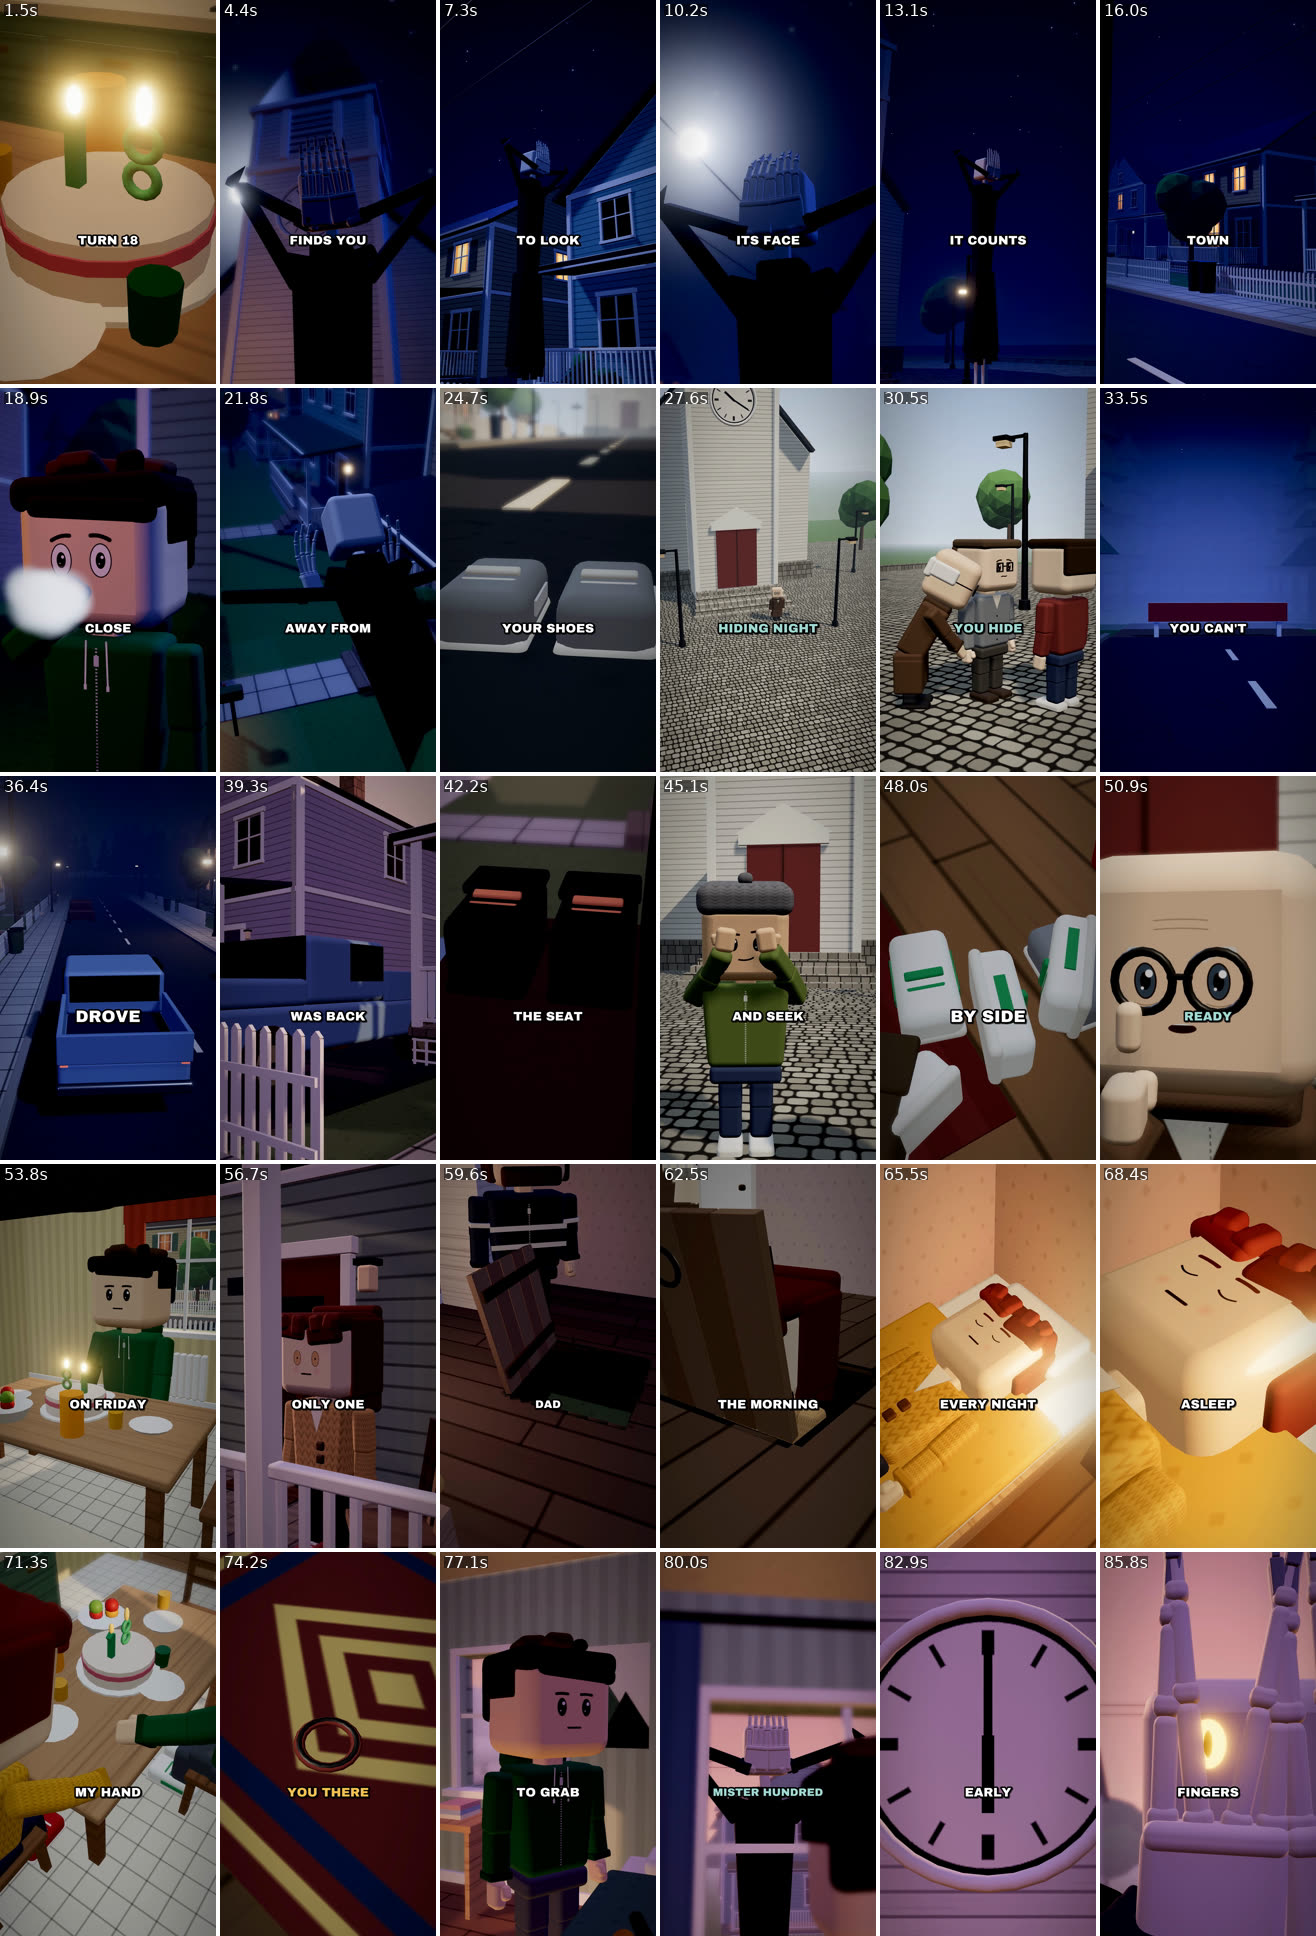 1.5s
TURN 18
4.4s
FINDS YOU
7.3s
TO LOOK
10.2s
ITS FACE
13.1s
IT COUNTS
16.0s
TOWN
18.9s
CLOSE
21.8s
AWAY FROM
24.7s
YOUR SHOES
27.6s
HIDING NIGHT
30.5s
YOU HIDE
33.5s
YOU CAN'T
36.4s
DROVE
39.3s
WAS BACK
42.2s
THE SEAT
45.1s
AND SEEK
48.0s
BY SIDE
50.9s
READY
53.8s
ON FRIDAY
56.7s
ONLY ONE
59.6s
DAD
62.5s
THE MORNING
65.5s
EVERY NIGHT
68.4s
ASLEEP
71.3s
MY HAND
74.2s
YOU THERE
77.1s
TO GRAB
80.0s
MISTER HUNDRED
82.9s
EARLY
85.8s
FINGERS